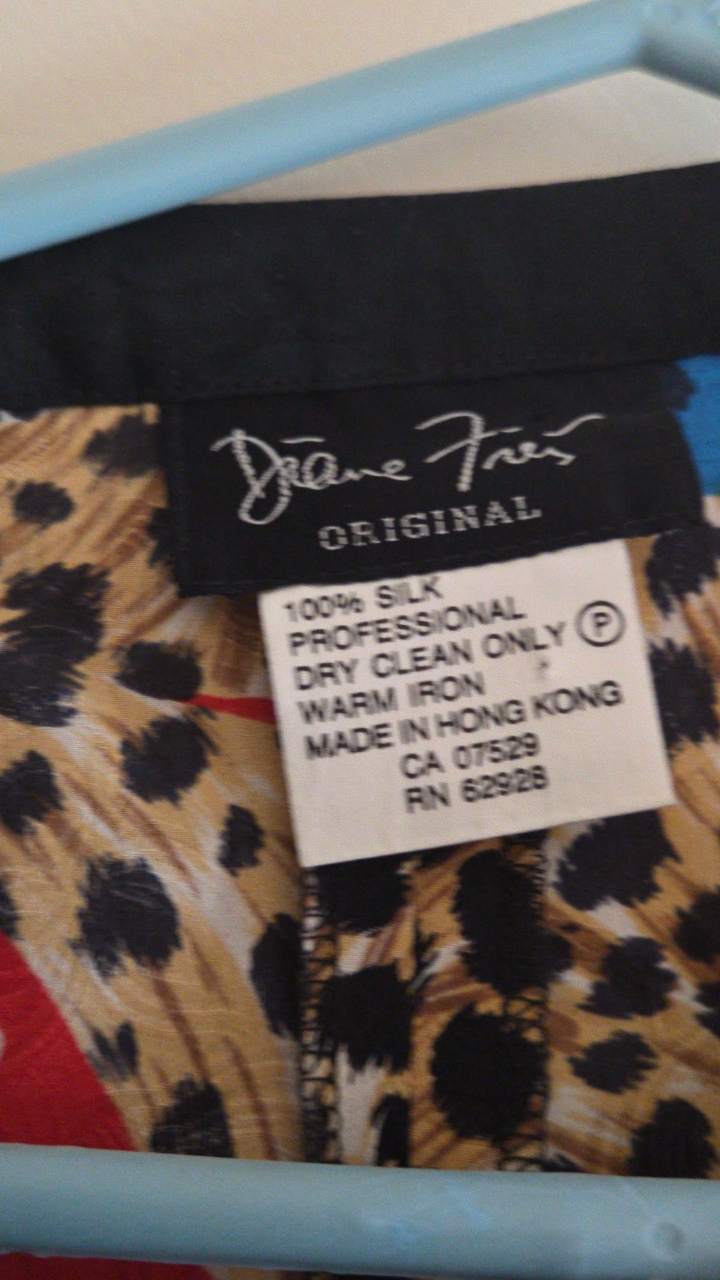 Diane Freis
ORIGINAL
100% SILK
PROFESSIONAL
DRY CLEAN ONLY Ⓟ
WARM IRON
MADE IN HONG KONG
CA 07529
RN 62928